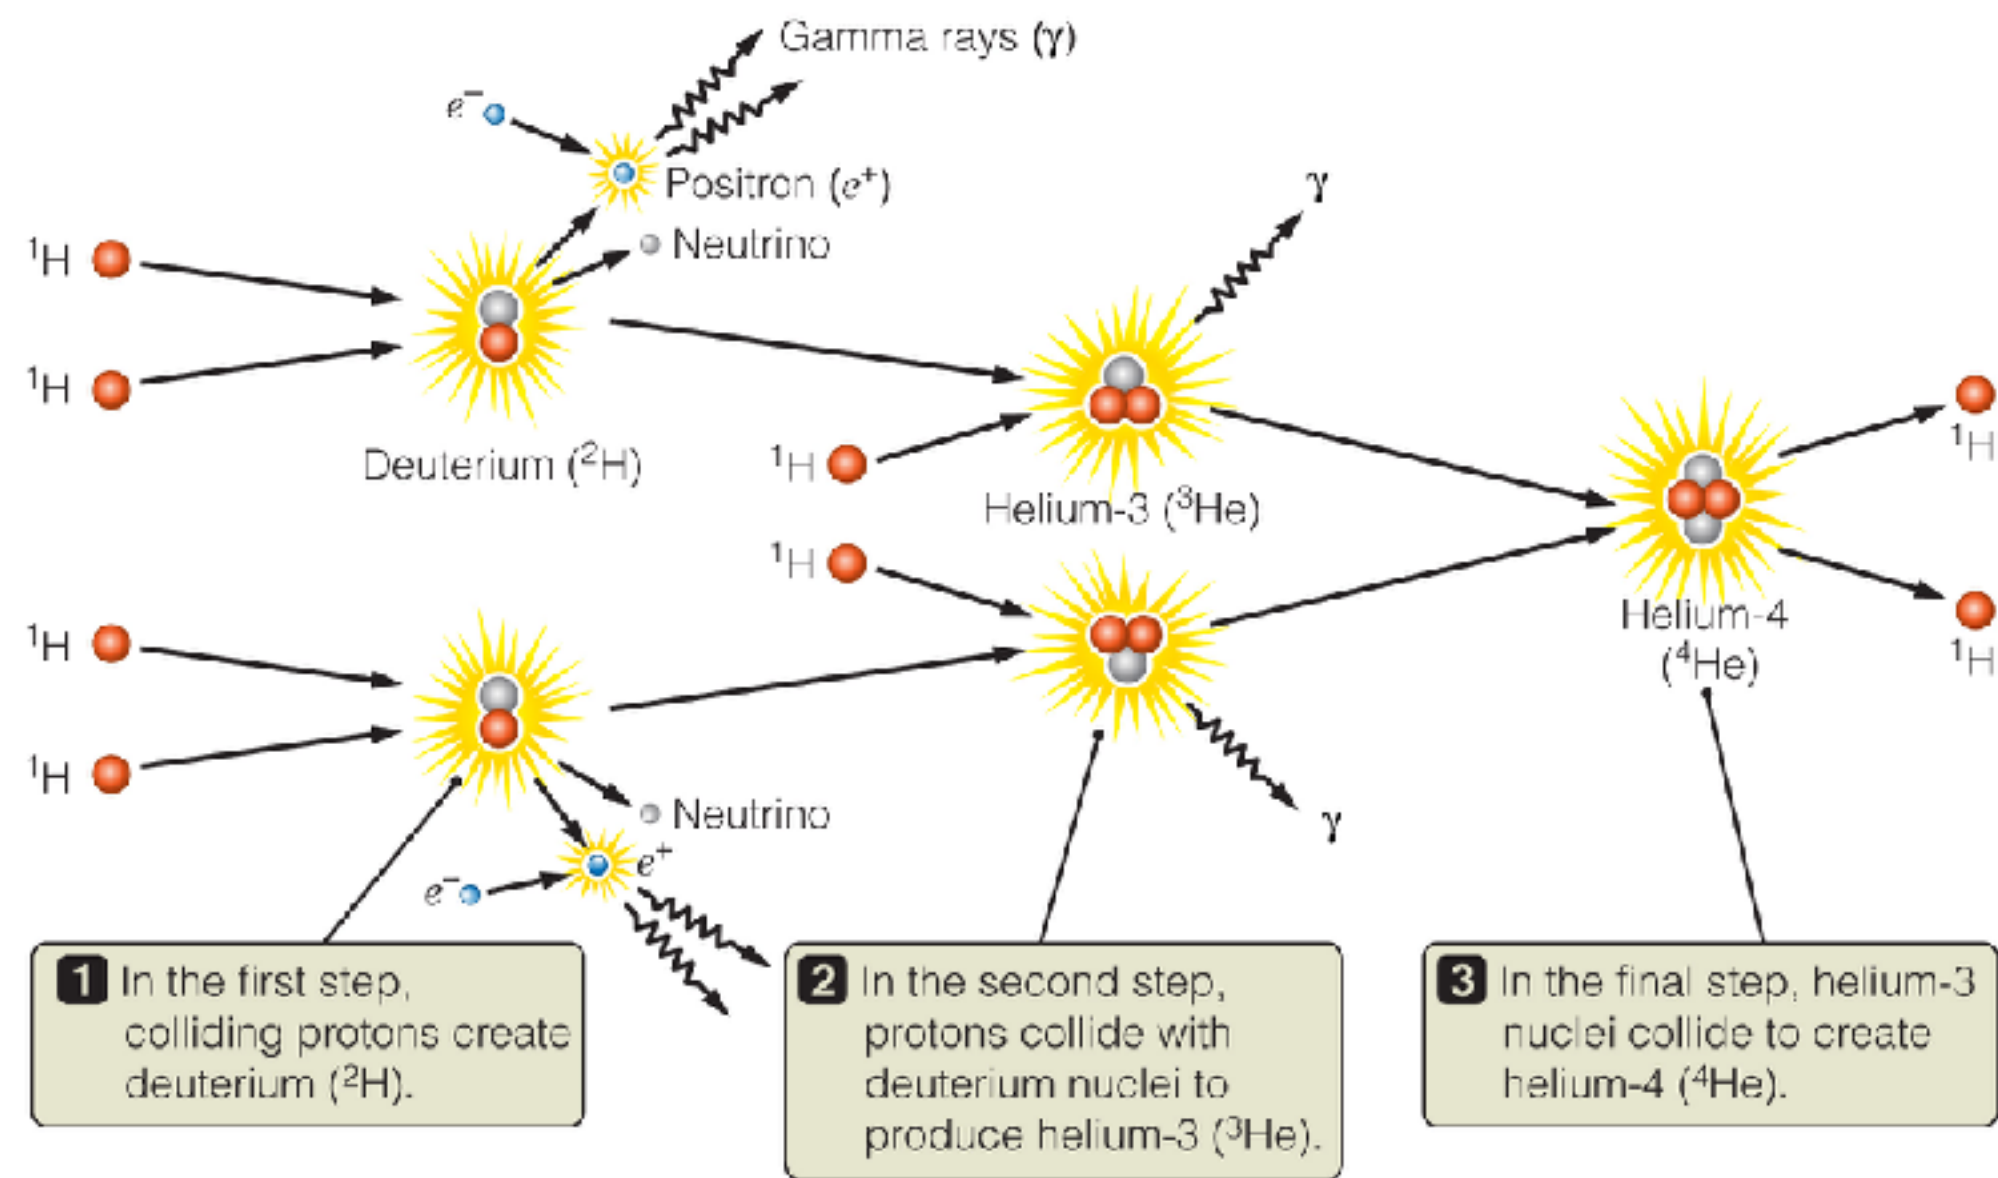 Gamma rays (γ)
e⁻
Positron (e⁺)
Neutrino
γ
¹H
¹H
Deuterium (²H)
¹H
Helium-3 (³He)
¹H
¹H
¹H
¹H
Helium-4
(⁴He)
¹H
¹H
Neutrino
e⁺
e⁻
γ
1 In the first step,
colliding protons create
deuterium (²H).
2 In the second step,
protons collide with
deuterium nuclei to
produce helium-3 (³He).
3 In the final step, helium-3
nuclei collide to create
helium-4 (⁴He).